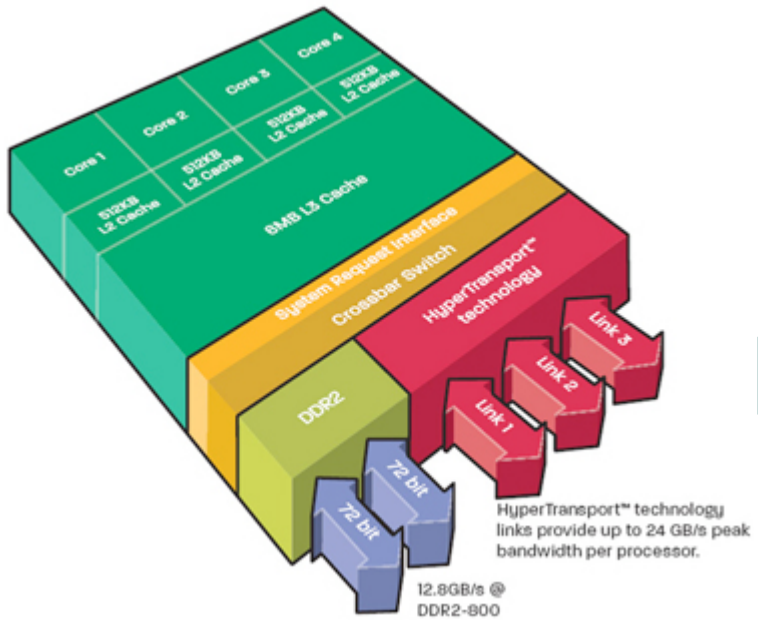 Core 1
Core 2
Core 3
Core 4
512KB
L2 Cache
512KB
L2 Cache
512KB
L2 Cache
512KB
L2 Cache
6MB L3 Cache
System Request Interface
Crossbar Switch
HyperTransport™
technology
DDR2
Link 1
Link 2
Link 3
72 bit
72 bit
HyperTransport™ technology
links provide up to 24 GB/s peak
bandwidth per processor.
12.8GB/s @
DDR2-800